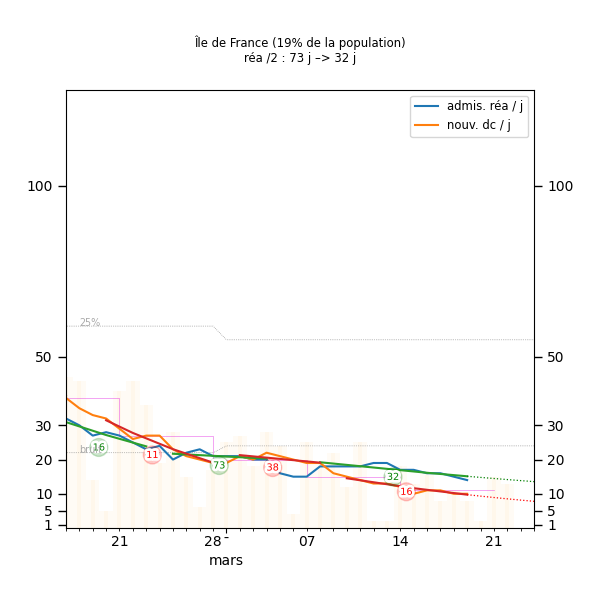 Île de France (19% de la population)
réa /2 : 73 j –> 32 j
admis. réa / j
nouv. dc / j
100 100
25%
50 50
30 30
16 11 73 38 32 16
20 20
10 10
5 5
1 1
21 28 - 07 14 21
mars